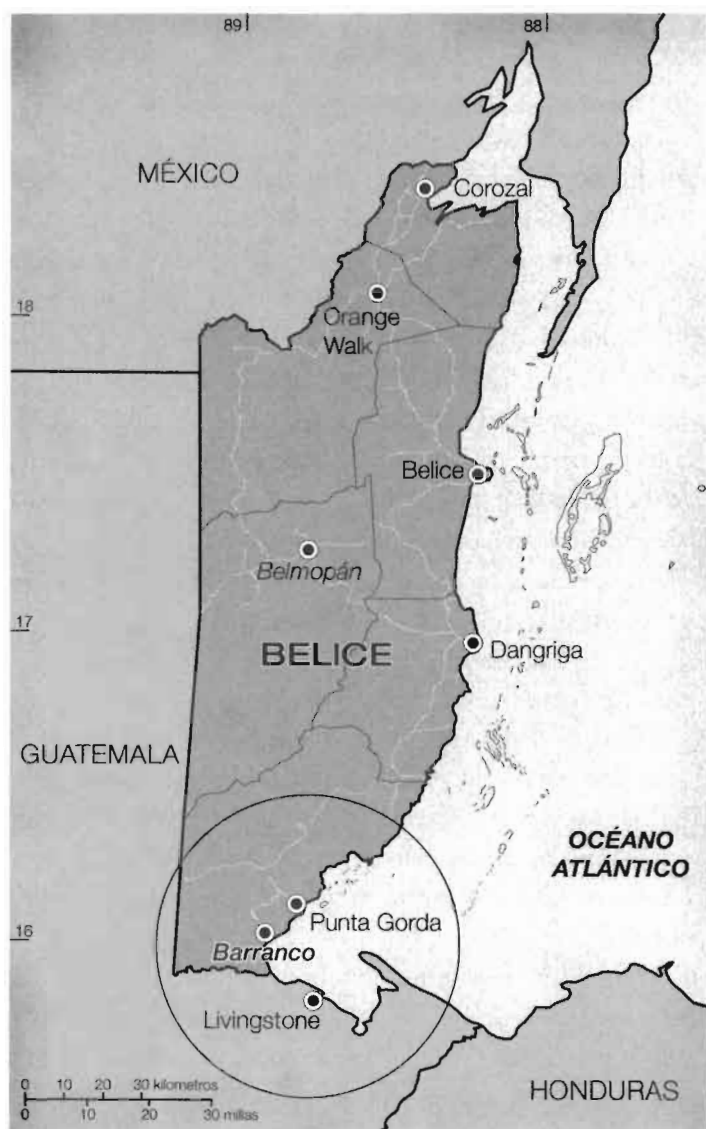 89
88
MÉXICO
Corozal
18
Orange
Walk
Belice
Belmopán
17
BELICE
Dangriga
GUATEMALA
OCÉANO
ATLÁNTICO
Punta Gorda
16
Barranco
Livingstone
0 10 20 30 kilometros
0 10 20 30 millas
HONDURAS